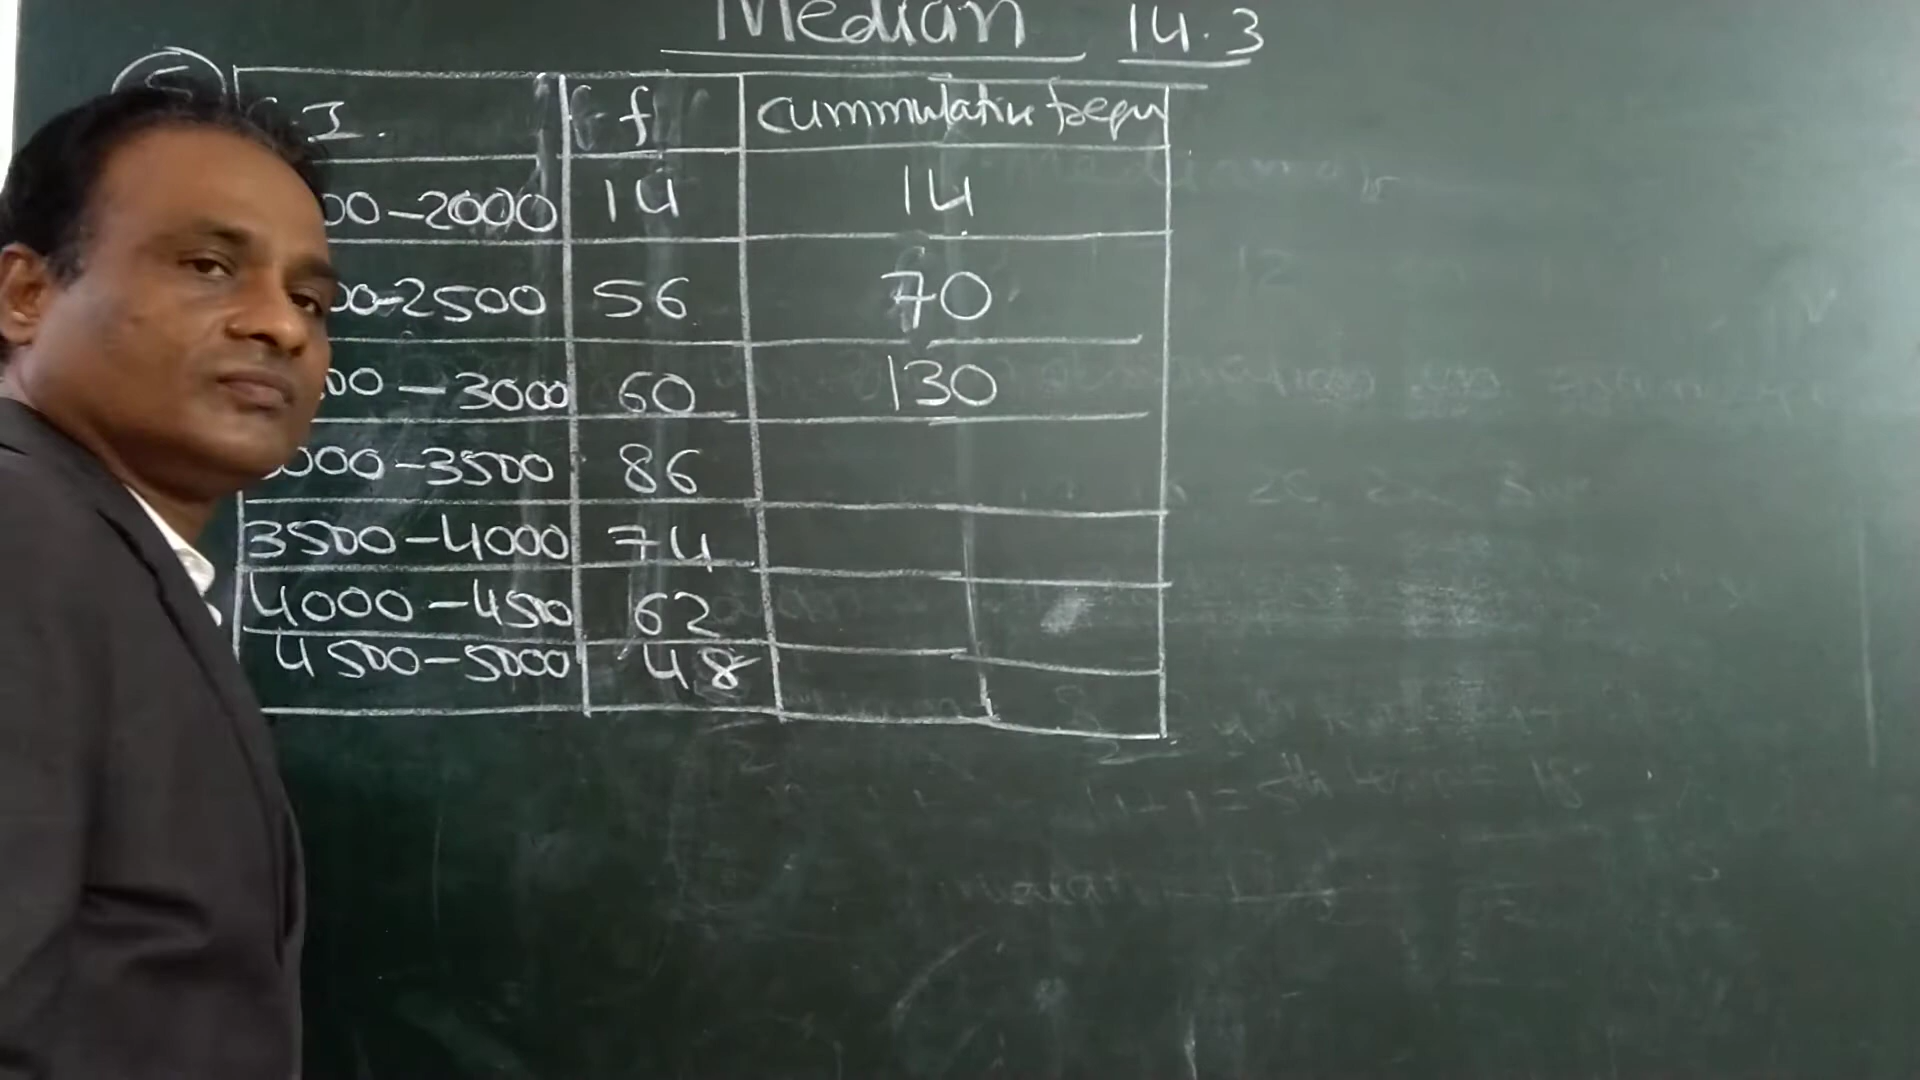 Median 14.3
I. f cummulative frequ
00-2000 14 14
00-2500 56 70
00-3000 60 130
000-3500 86
3500-4000 74
4000-4500 62
4500-5000 48